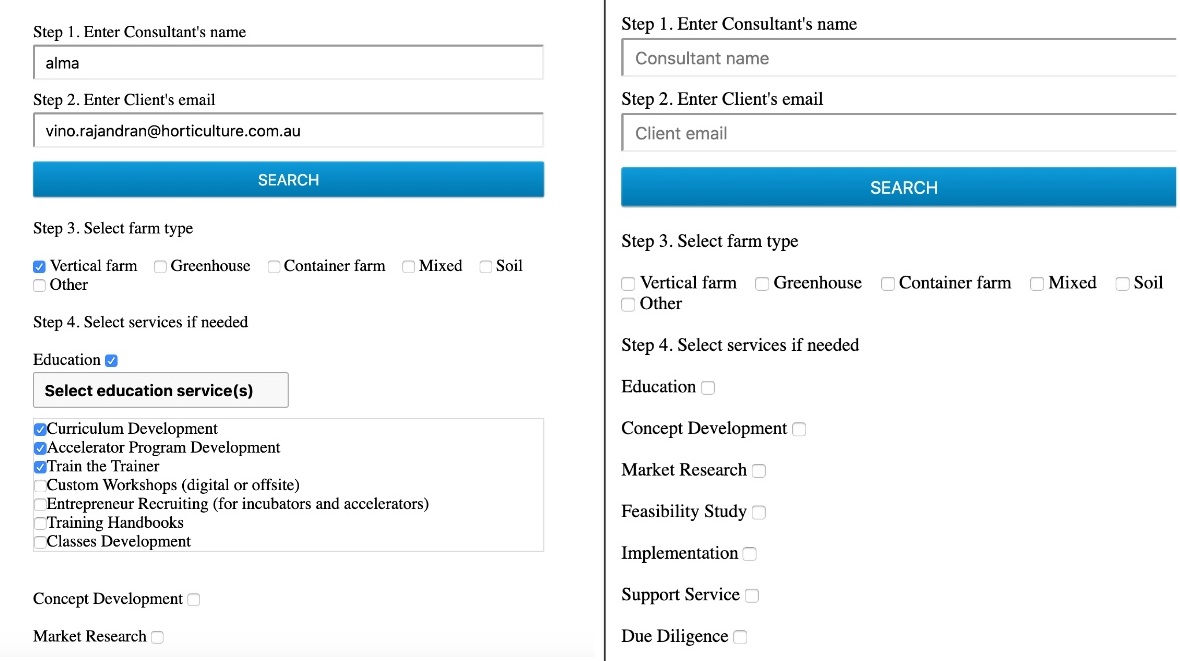 Step 1. Enter Consultant's name
alma
Step 2. Enter Client's email
vino.rajandran@horticulture.com.au
SEARCH
Step 3. Select farm type
Vertical farm Greenhouse Container farm Mixed Soil
Other
Step 4. Select services if needed
Education
Select education service(s)
Curriculum Development
Accelerator Program Development
Train the Trainer
Custom Workshops (digital or offsite)
Entrepreneur Recruiting (for incubators and accelerators)
Training Handbooks
Classes Development
Concept Development
Market Research
Step 1. Enter Consultant's name
Consultant name
Step 2. Enter Client's email
Client email
SEARCH
Step 3. Select farm type
Vertical farm Greenhouse Container farm Mixed Soil
Other
Step 4. Select services if needed
Education
Concept Development
Market Research
Feasibility Study
Implementation
Support Service
Due Diligence